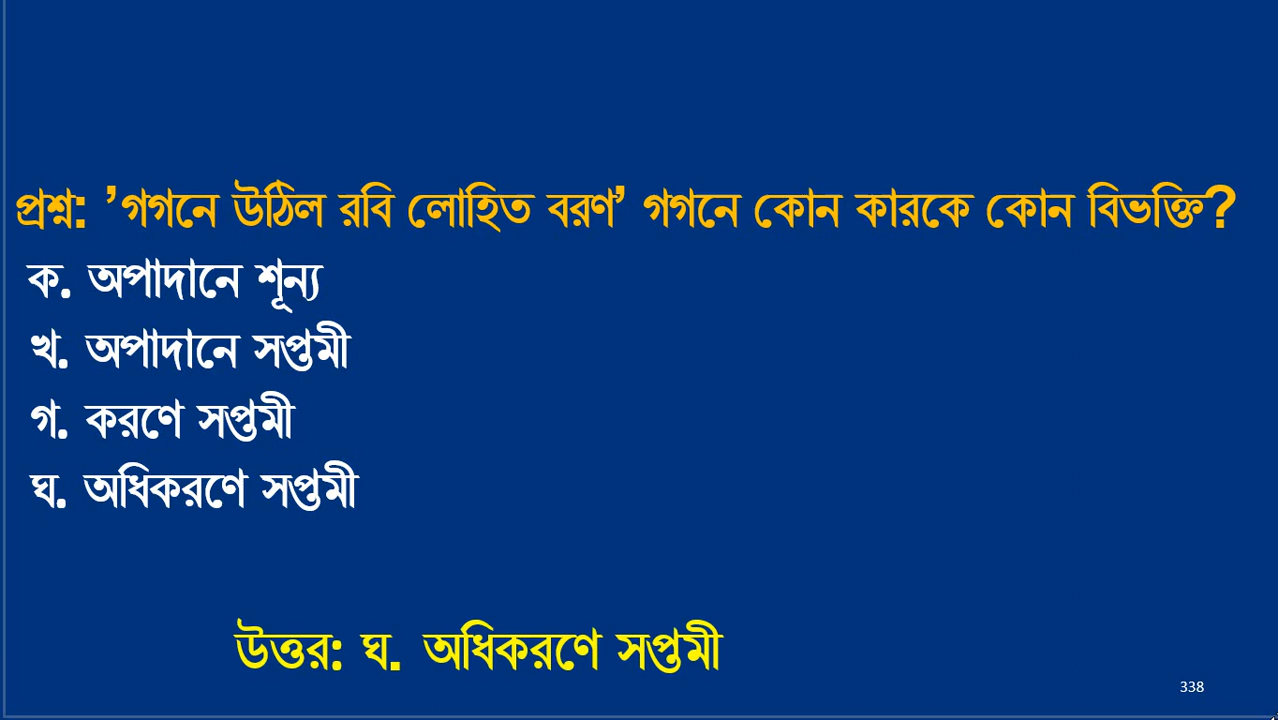 প্রশ্ন: ’গগনে উঠিল রবি লোহিত বরণ’ গগনে কোন কারকে কোন বিভক্তি?
ক. অপাদানে শূন্য
খ. অপাদানে সপ্তমী
গ. করণে সপ্তমী
ঘ. অধিকরণে সপ্তমী
উত্তর: ঘ. অধিকরণে সপ্তমী
338